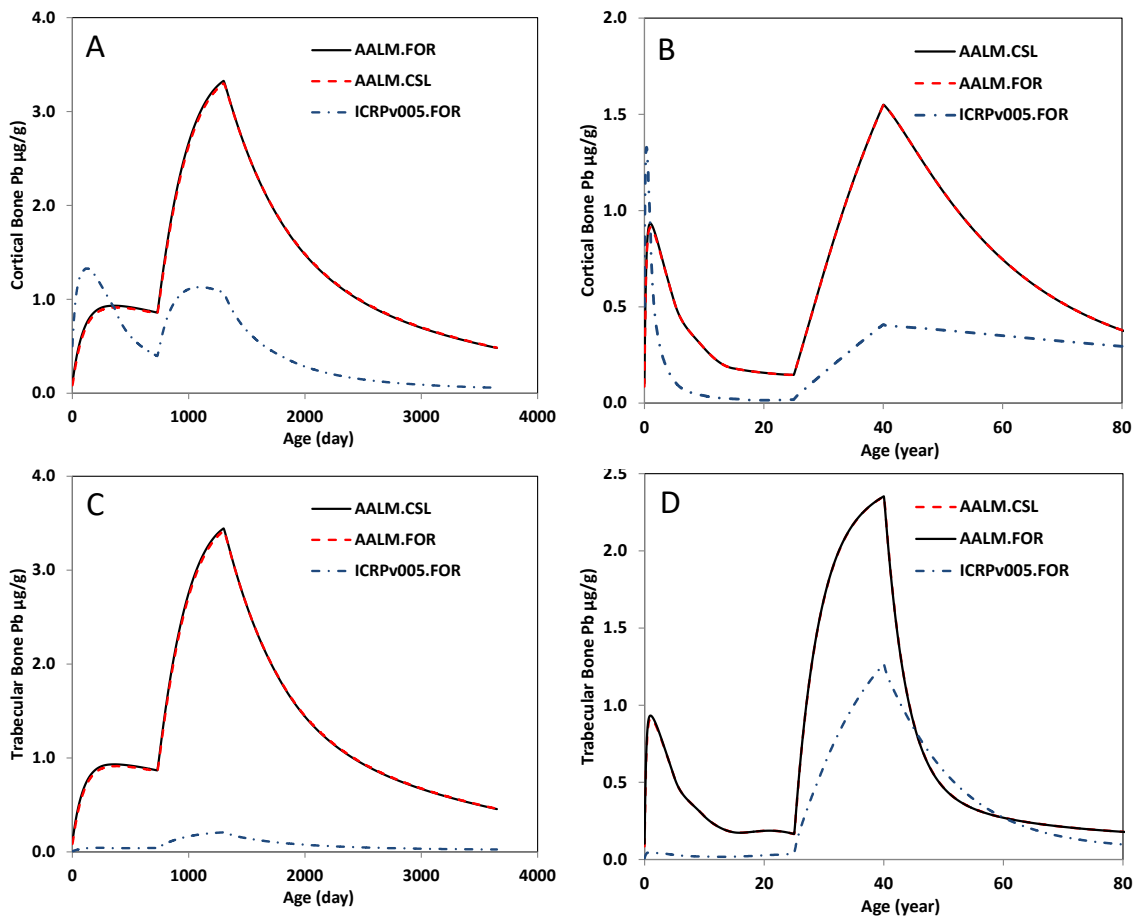 A
4.0
3.0
2.0
1.0
0.0
0
1000
2000
3000
4000
Cortical Bone Pb µg/g
Age (day)
AALM.FOR
AALM.CSL
ICRPv005.FOR
B
2.0
1.5
1.0
0.5
0.0
0
20
40
60
80
Cortical Bone Pb µg/g
Age (year)
AALM.CSL
AALM.FOR
ICRPv005.FOR
C
4.0
3.0
2.0
1.0
0.0
0
1000
2000
3000
4000
Trabecular Bone Pb µg/g
Age (day)
AALM.CSL
AALM.FOR
ICRPv005.FOR
D
2.5
2.0
1.5
1.0
0.5
0.0
0
20
40
60
80
Trabecular Bone Pb µg/g)
Age (year)
AALM.CSL
AALM.FOR
ICRPv005.FOR